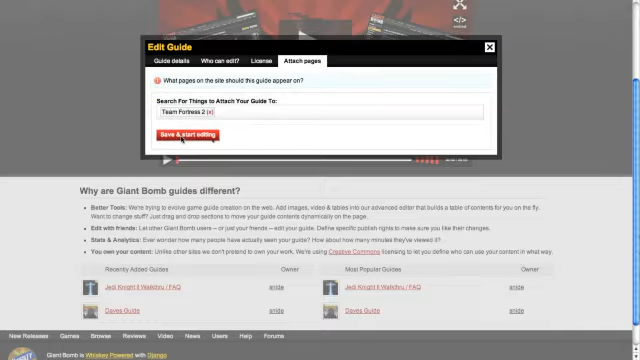 Edit Guide
Guide details Who can edit? License Attach pages
What pages on the site should this guide appear on?
Search For Things to Attach Your Guide To:
Team Fortress 2 (x)
Save & start editing
Why are Giant Bomb guides different?
Better Tools: We're trying to evolve game guide creation on the web. Add images, video & tables into our advanced editor that builds a table of contents for you on the fly.
Want to change stuff? Just drag and drop sections to move your guide contents dynamically on the page.
Edit with friends: Let other Giant Bomb users -- or just your friends -- edit your guide. Define specific publish rights to make sure you like their changes.
Stats & Analytics: Ever wonder how many people have actually seen your guide? How about how many minutes they've viewed it?
You own your content: Unlike other sites we don't pretend to own your work. We're using Creative Commons licensing to let you define who can use your content in what way.
Recently Added Guides Owner Most Popular Guides Owner
Jedi Knight II Walkthru / FAQ snide Jedi Knight II Walkthru / FAQ snide
Daves Guide snide Daves Guide snide
New Releases Games Browse Reviews Video News Users Help Forums
Giant Bomb is Whiskey Powered with Django